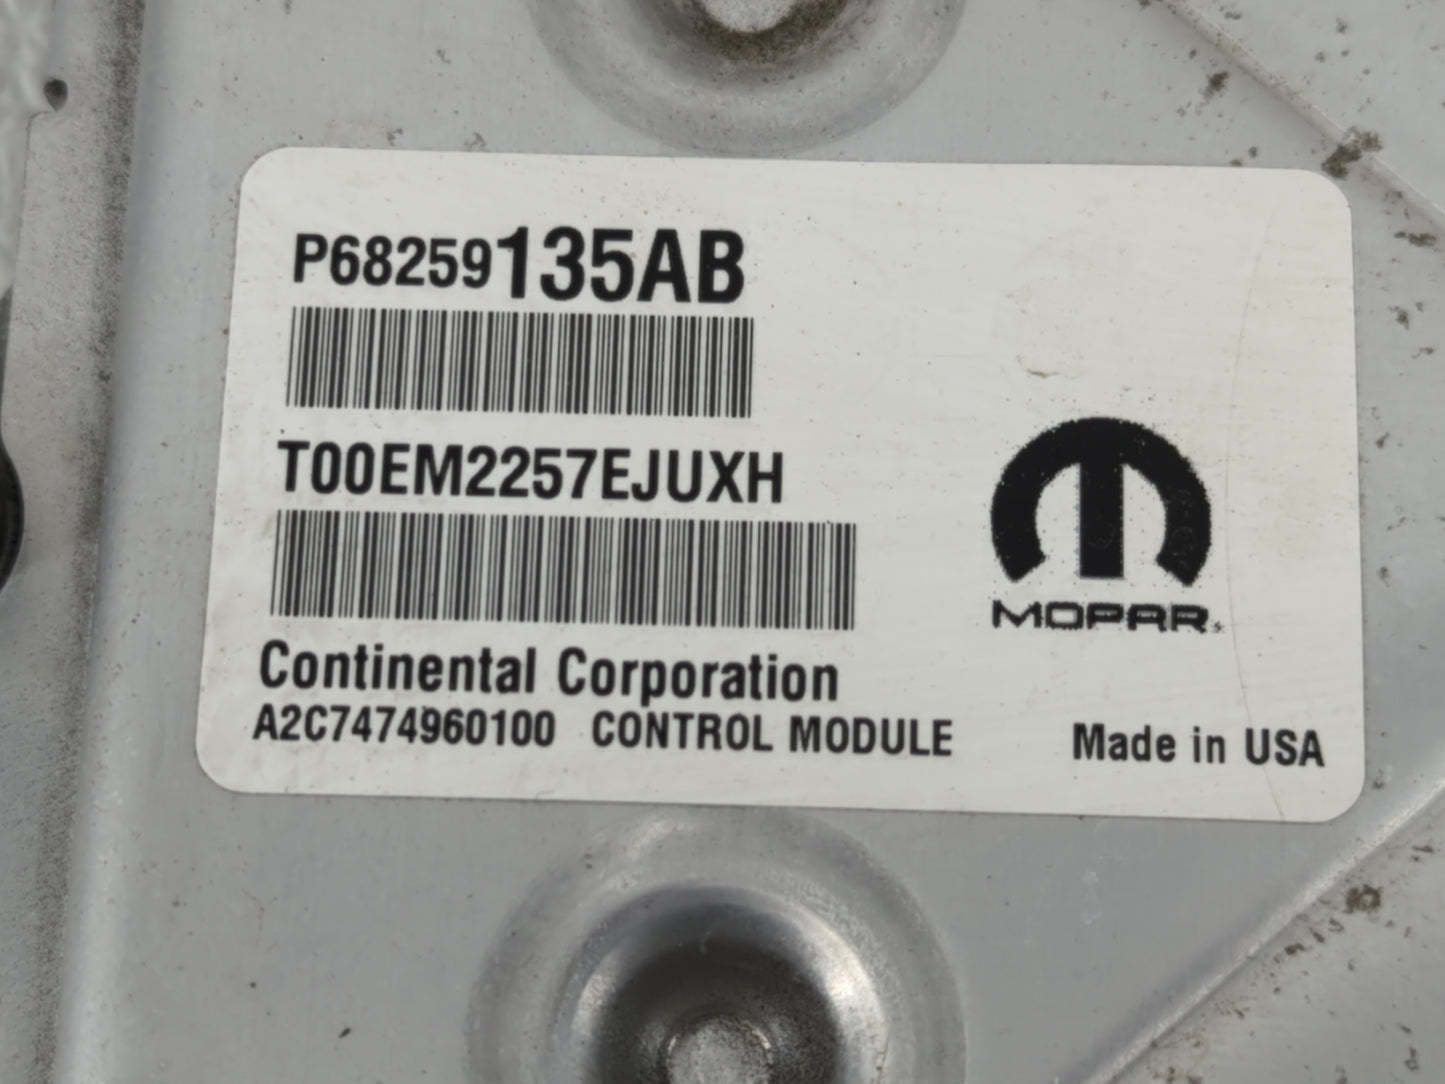 P68259135AB
T00EM2257EJUXH
MOPAR
Continental Corporation
A2C7474960100 CONTROL MODULE
Made in USA